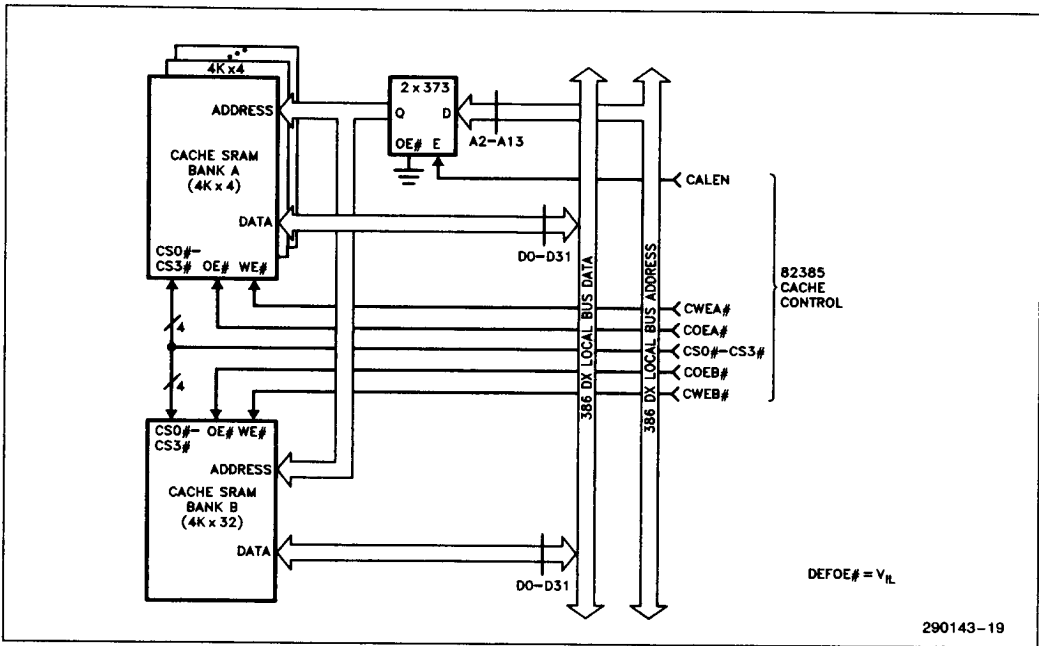 4K x 4
ADDRESS
CACHE SRAM
BANK A
(4K x 4)
DATA
CS0#–
CS3# OE# WE#
2 x 373
Q D
OE# E
A2–A13
D0–D31
386 DX LOCAL BUS DATA
386 DX LOCAL BUS ADDRESS
CALEN
82385
CACHE
CONTROL
CWEA#
COEA#
CS0#–CS3#
COEB#
CWEB#
4
4
CS0#– OE# WE#
CS3#
ADDRESS
CACHE SRAM
BANK B
(4K x 32)
DATA
D0–D31
DEFOE# = VIL
290143–19